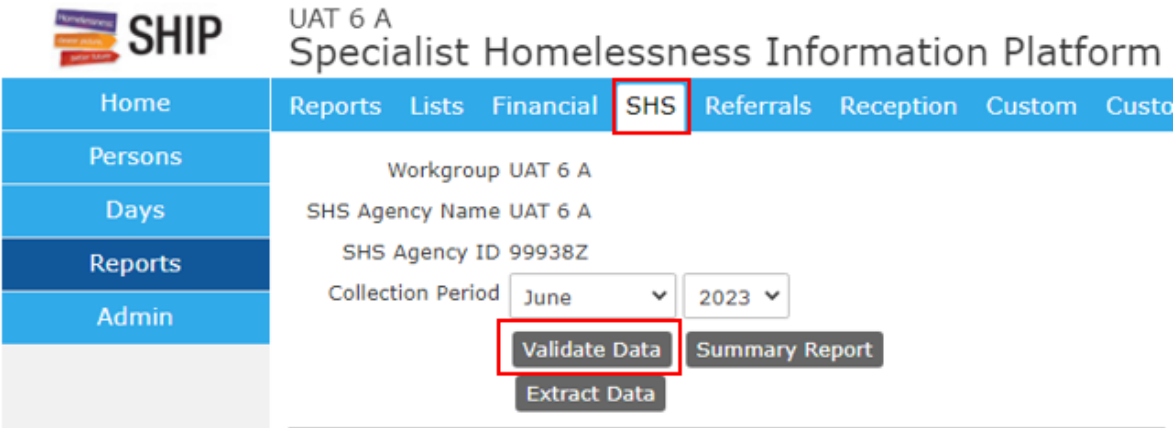 SHIP
UAT 6 A
Specialist Homelessness Information Platform
Home
Persons
Days
Reports
Admin
Reports Lists Financial SHS Referrals Reception Custom Custo
Workgroup UAT 6 A
SHS Agency Name UAT 6 A
SHS Agency ID 99938Z
Collection Period June 2023
Validate Data Summary Report
Extract Data